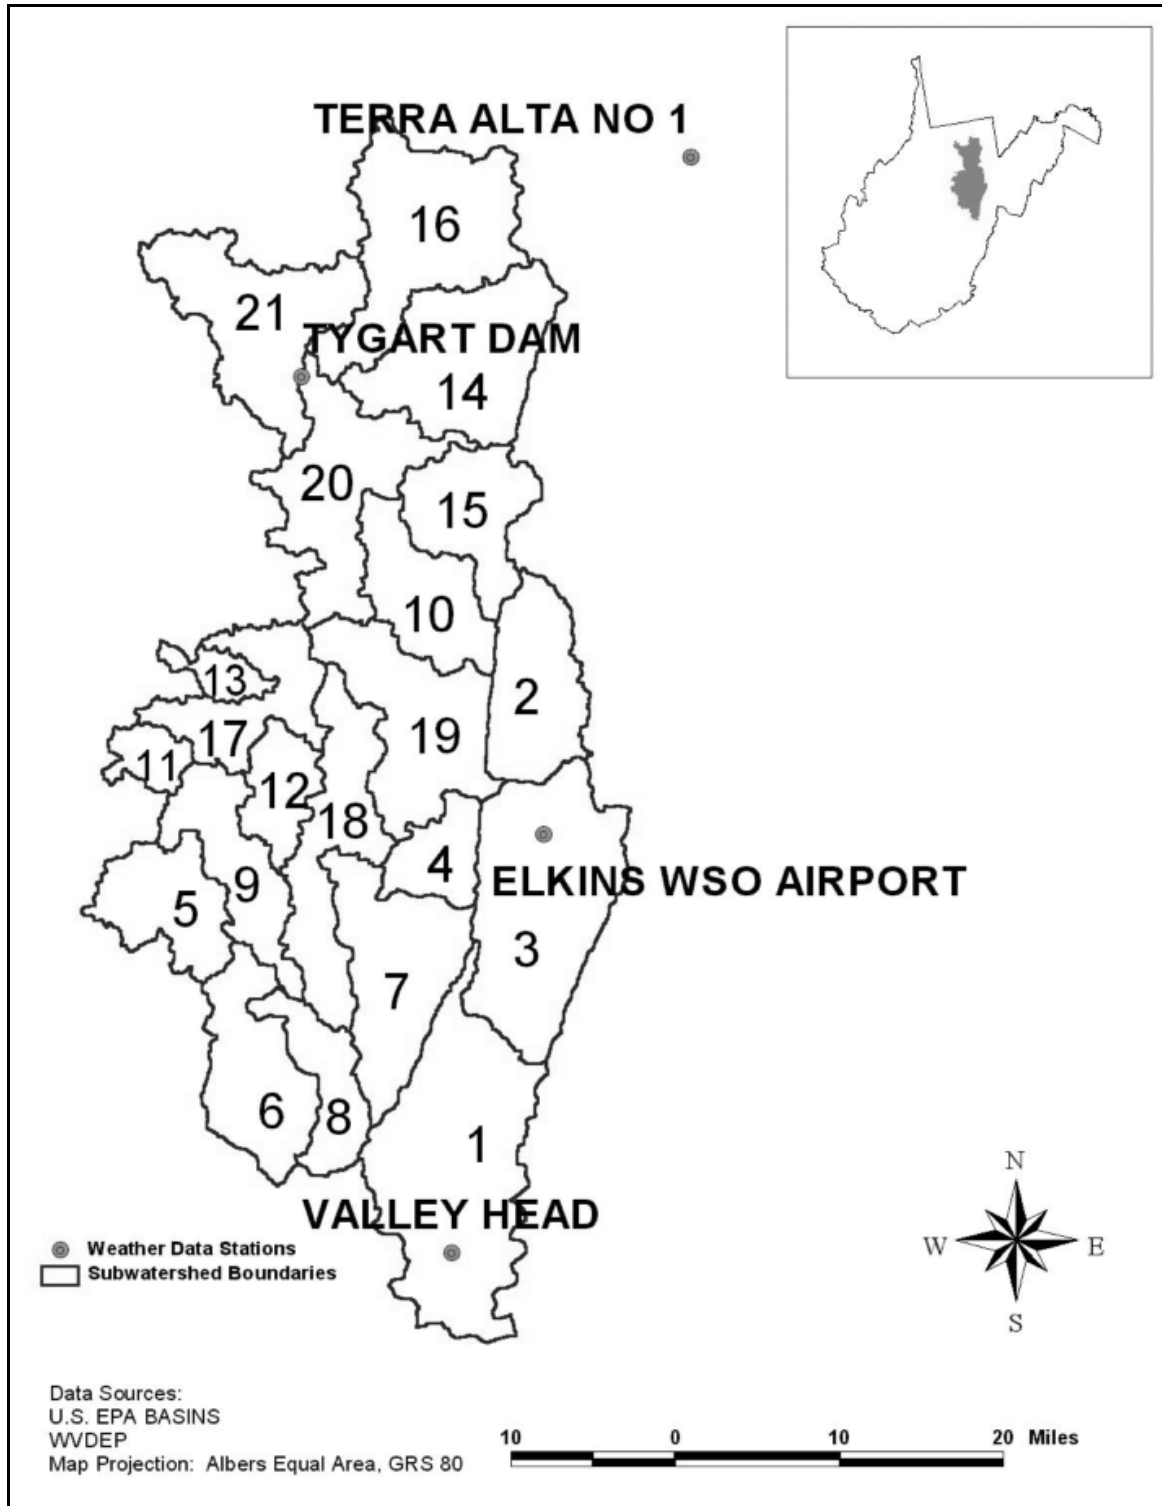 TERRA ALTA NO 1
16
21
TYGART DAM
14
20
15
10
2
13
17
19
11
12
18
4
9
5
ELKINS WSO AIRPORT
3
7
6
8
1
VALLEY HEAD
Weather Data Stations
Subwatershed Boundaries
N
W
E
S
Data Sources:
U.S. EPA BASINS
WVDEP
Map Projection: Albers Equal Area, GRS 80
10 0 10 20 Miles